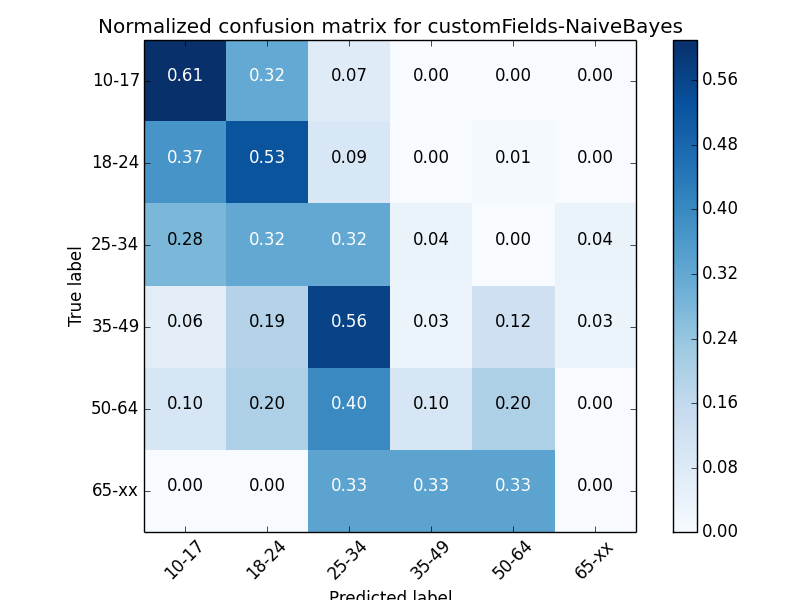 Normalized confusion matrix for customFields-NaiveBayes
10-17 0.61 0.32 0.07 0.00 0.00 0.00
18-24 0.37 0.53 0.09 0.00 0.01 0.00
25-34 0.28 0.32 0.32 0.04 0.00 0.04
35-49 0.06 0.19 0.56 0.03 0.12 0.03
50-64 0.10 0.20 0.40 0.10 0.20 0.00
65-xx 0.00 0.00 0.33 0.33 0.33 0.00
True label
10-17 18-24 25-34 35-49 50-64 65-xx
Predicted label
0.56
0.48
0.40
0.32
0.24
0.16
0.08
0.00